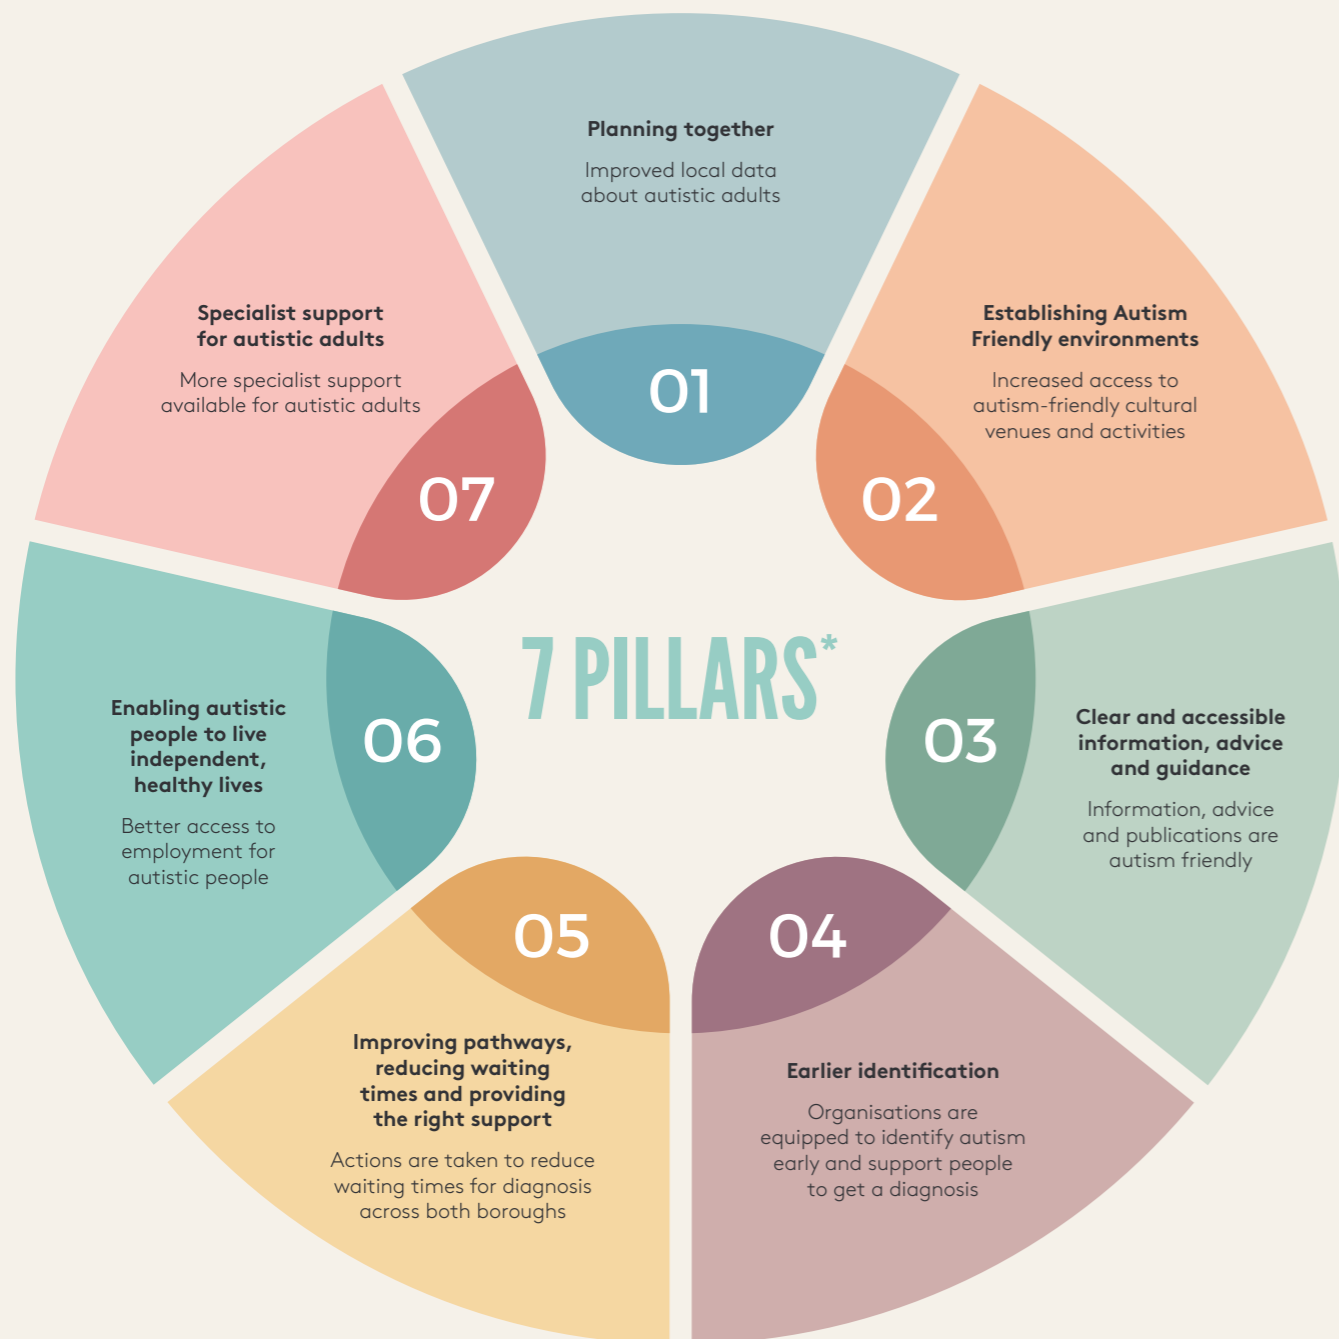 7 PILLARS*
01
Planning together
Improved local data
about autistic adults
02
Establishing Autism
Friendly environments
Increased access to
autism-friendly cultural
venues and activities
03
Clear and accessible
information, advice
and guidance
Information, advice
and publications are
autism friendly
04
Earlier identification
Organisations are
equipped to identify autism
early and support people
to get a diagnosis
05
Improving pathways,
reducing waiting
times and providing
the right support
Actions are taken to reduce
waiting times for diagnosis
across both boroughs
06
Enabling autistic
people to live
independent,
healthy lives
Better access to
employment for
autistic people
07
Specialist support
for autistic adults
More specialist support
available for autistic adults